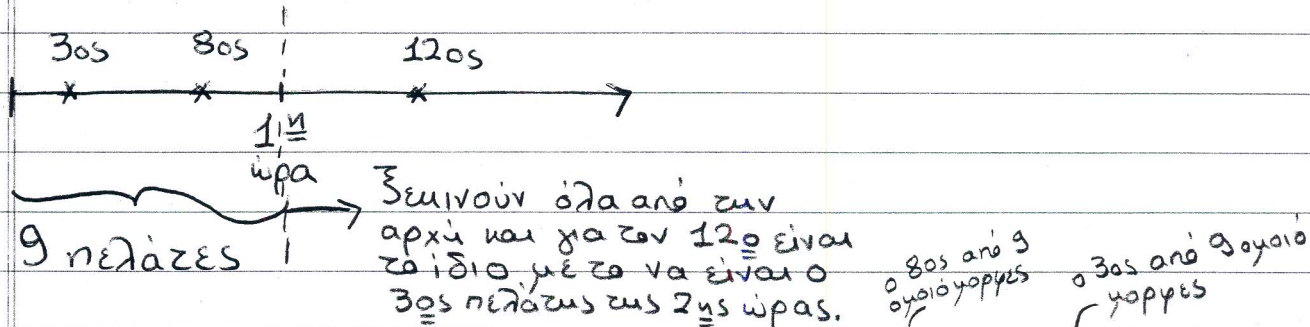 3ος 8ος 12ος
1η
ώρα
9 πελάτες
Ξεκινούν όλα από την
αρχή και για τον 12ο είναι
το ίδιο με το να είναι ο
3ος πελάτης της 2ης ώρας.
ο 8ος από 9
ομοιόμορφες
ο 3ος από 9 ομοιό
μορφες